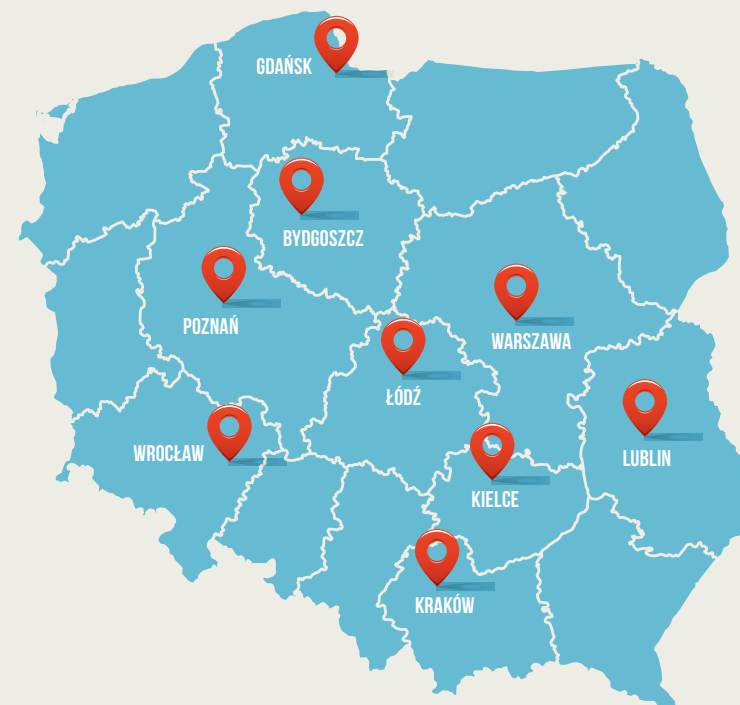 GDAŃSK
BYDGOSZCZ
POZNAŃ
WARSZAWA
ŁÓDŹ
WROCŁAW
LUBLIN
KIELCE
KRAKÓW